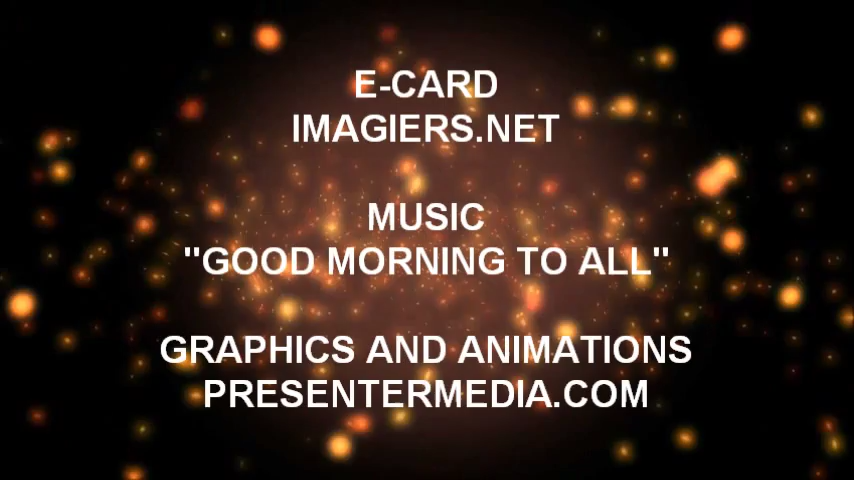 E-CARD
IMAGIERS.NET
MUSIC
"GOOD MORNING TO ALL"
GRAPHICS AND ANIMATIONS
PRESENTERMEDIA.COM